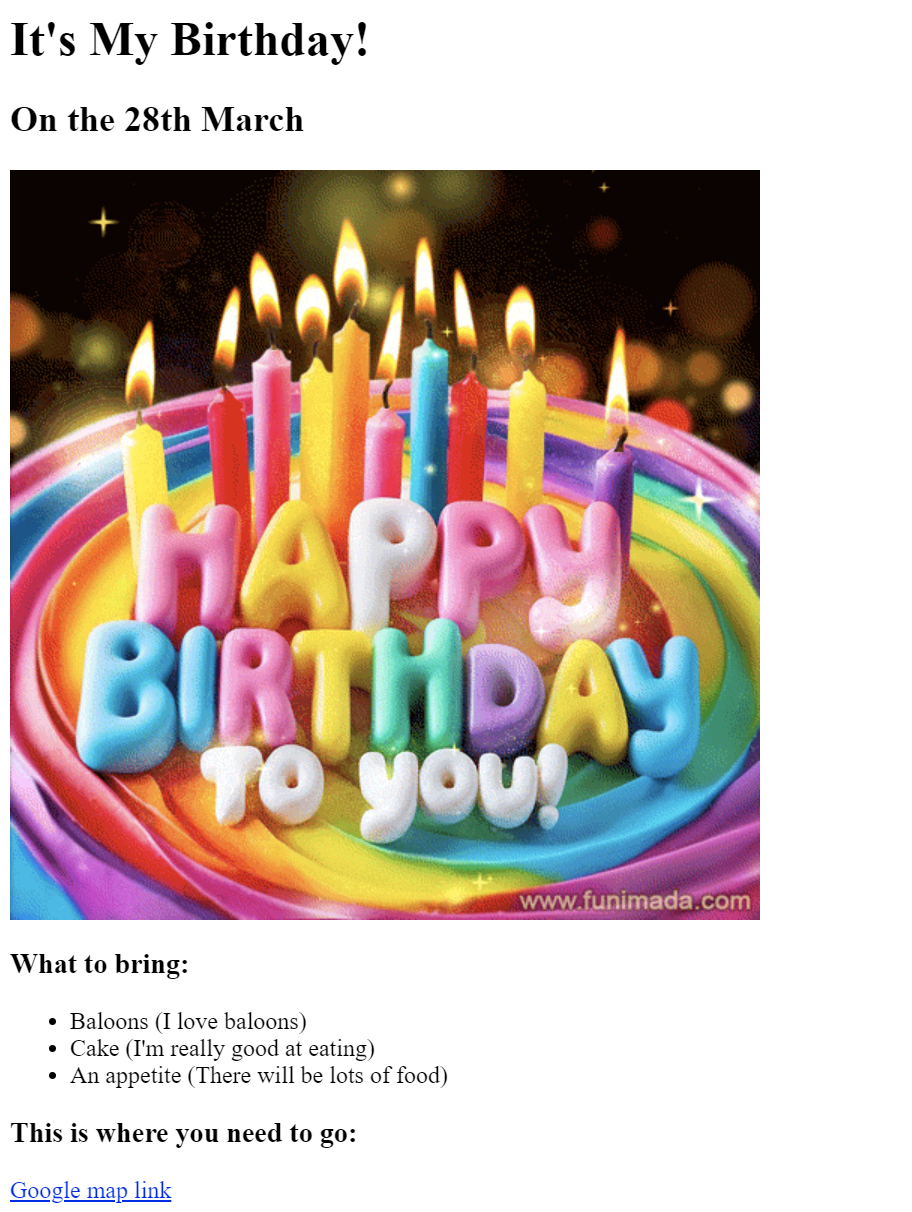 It's My Birthday!
On the 28th March
HAPPY
BIRTHDAY
TO YOU!
www.funimada.com
What to bring:
Baloons (I love baloons)
Cake (I'm really good at eating)
An appetite (There will be lots of food)
This is where you need to go:
Google map link